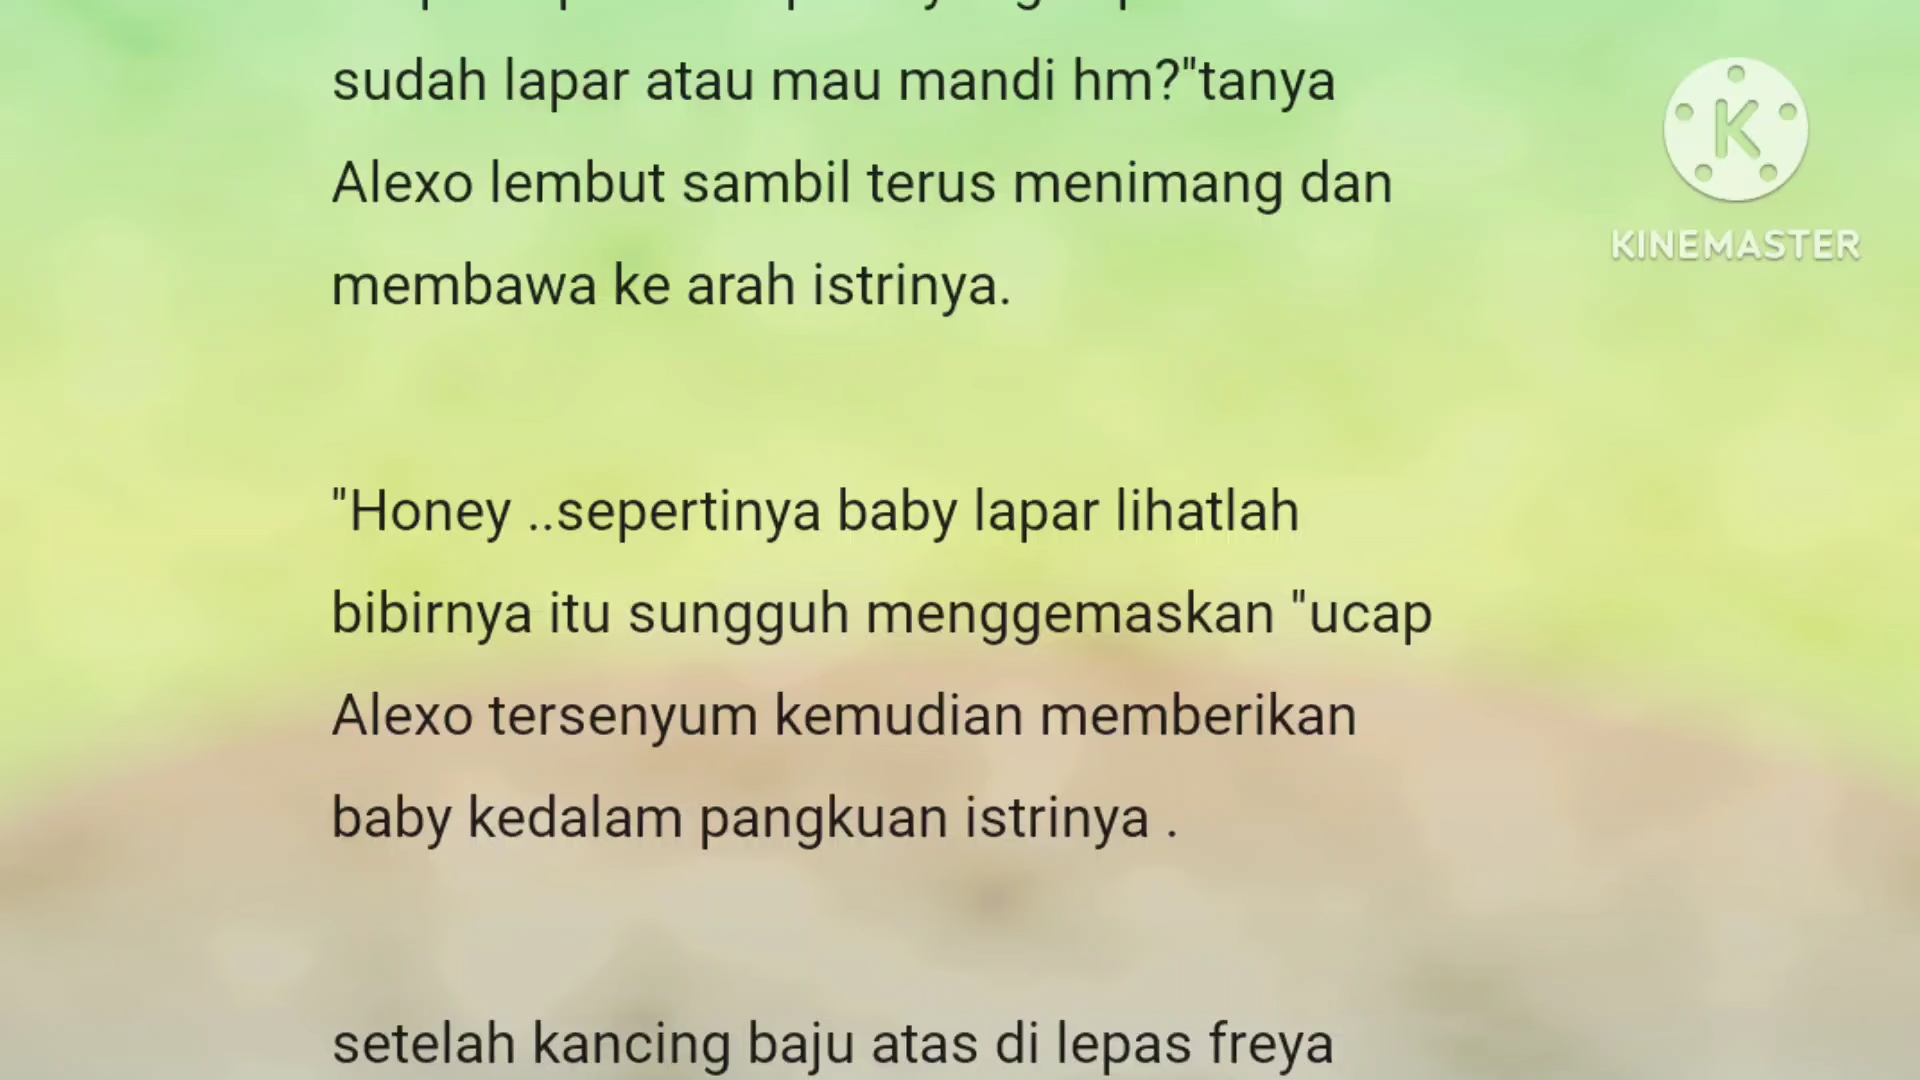 sudah lapar atau mau mandi hm?"tanya
Alexo lembut sambil terus menimang dan
membawa ke arah istrinya.
"Honey ..sepertinya baby lapar lihatlah
bibirnya itu sungguh menggemaskan "ucap
Alexo tersenyum kemudian memberikan
baby kedalam pangkuan istrinya .
setelah kancing baju atas di lepas freya
K
KINEMASTER